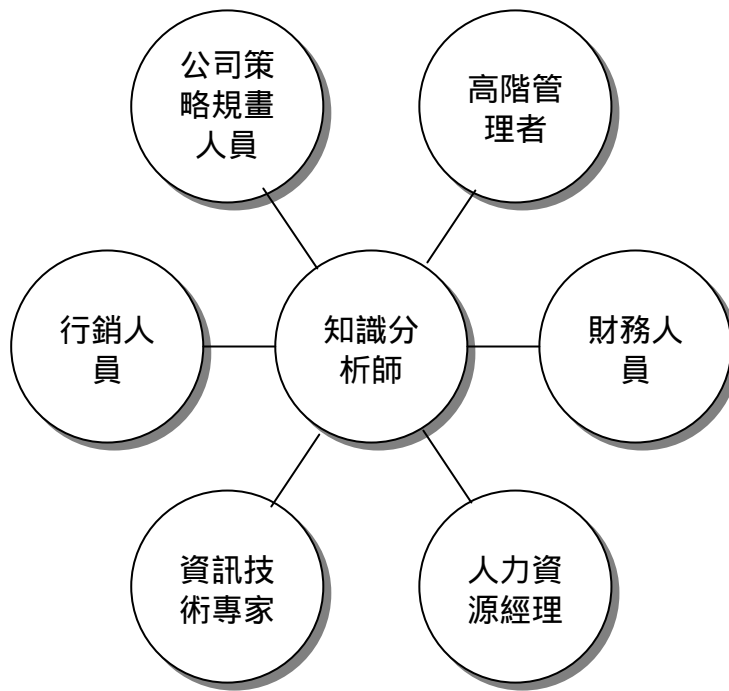 公司策
略規畫
人員
高階管
理者
行銷人
員
知識分
析師
財務人
員
資訊技
術專家
人力資
源經理